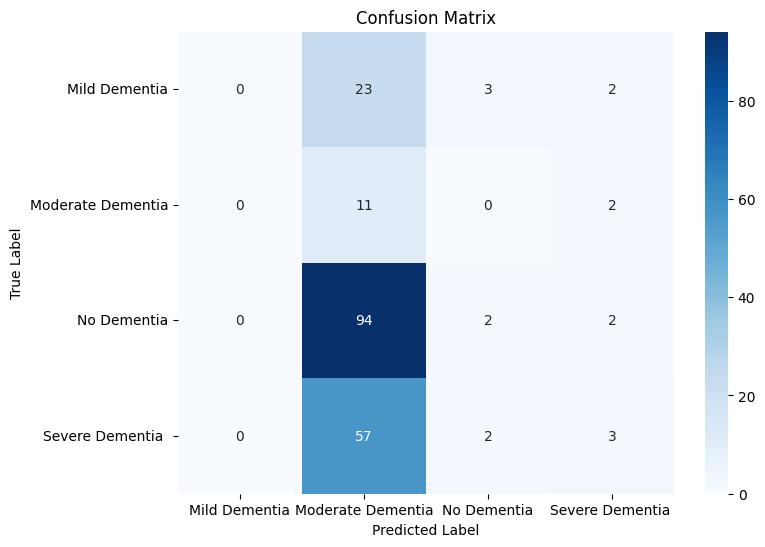 Confusion Matrix
True Label
Mild Dementia 0 23 3 2
Moderate Dementia 0 11 0 2
No Dementia 0 94 2 2
Severe Dementia 0 57 2 3
Mild Dementia Moderate Dementia No Dementia Severe Dementia
Predicted Label
80
60
40
20
0